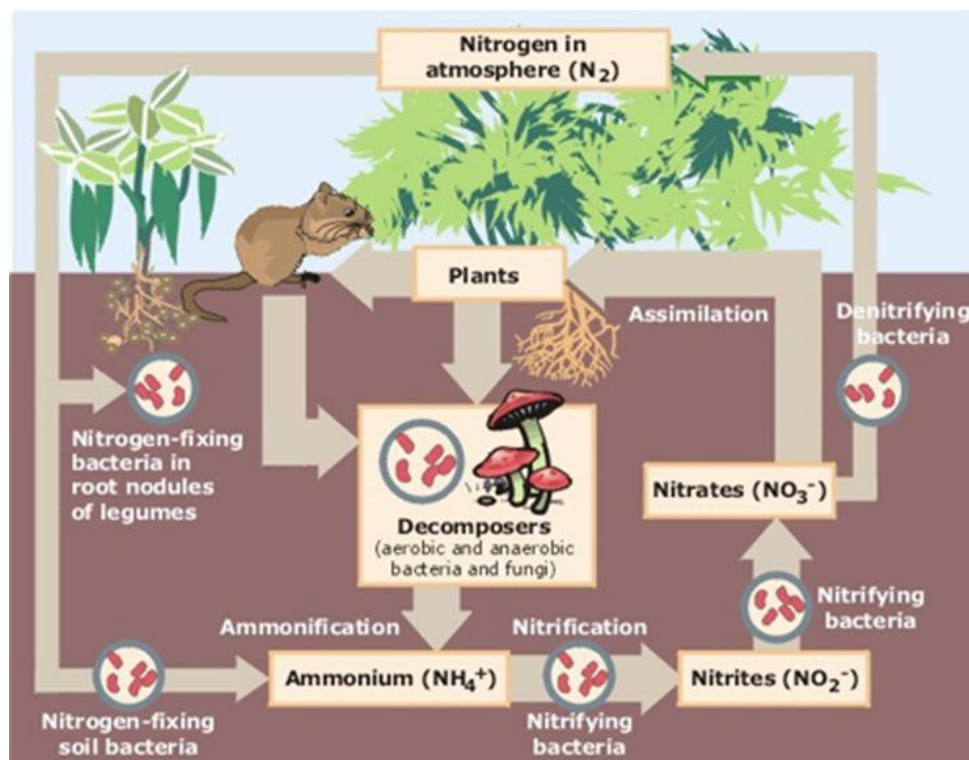 Nitrogen in
atmosphere (N₂)
Plants
Assimilation
Denitrifying
bacteria
Nitrogen-fixing
bacteria in
root nodules
of legumes
Decomposers
(aerobic and anaerobic
bacteria and fungi)
Nitrates (NO₃⁻)
Nitrifying
bacteria
Ammonification
Nitrification
Ammonium (NH₄⁺)
Nitrites (NO₂⁻)
Nitrogen-fixing
soil bacteria
Nitrifying
bacteria